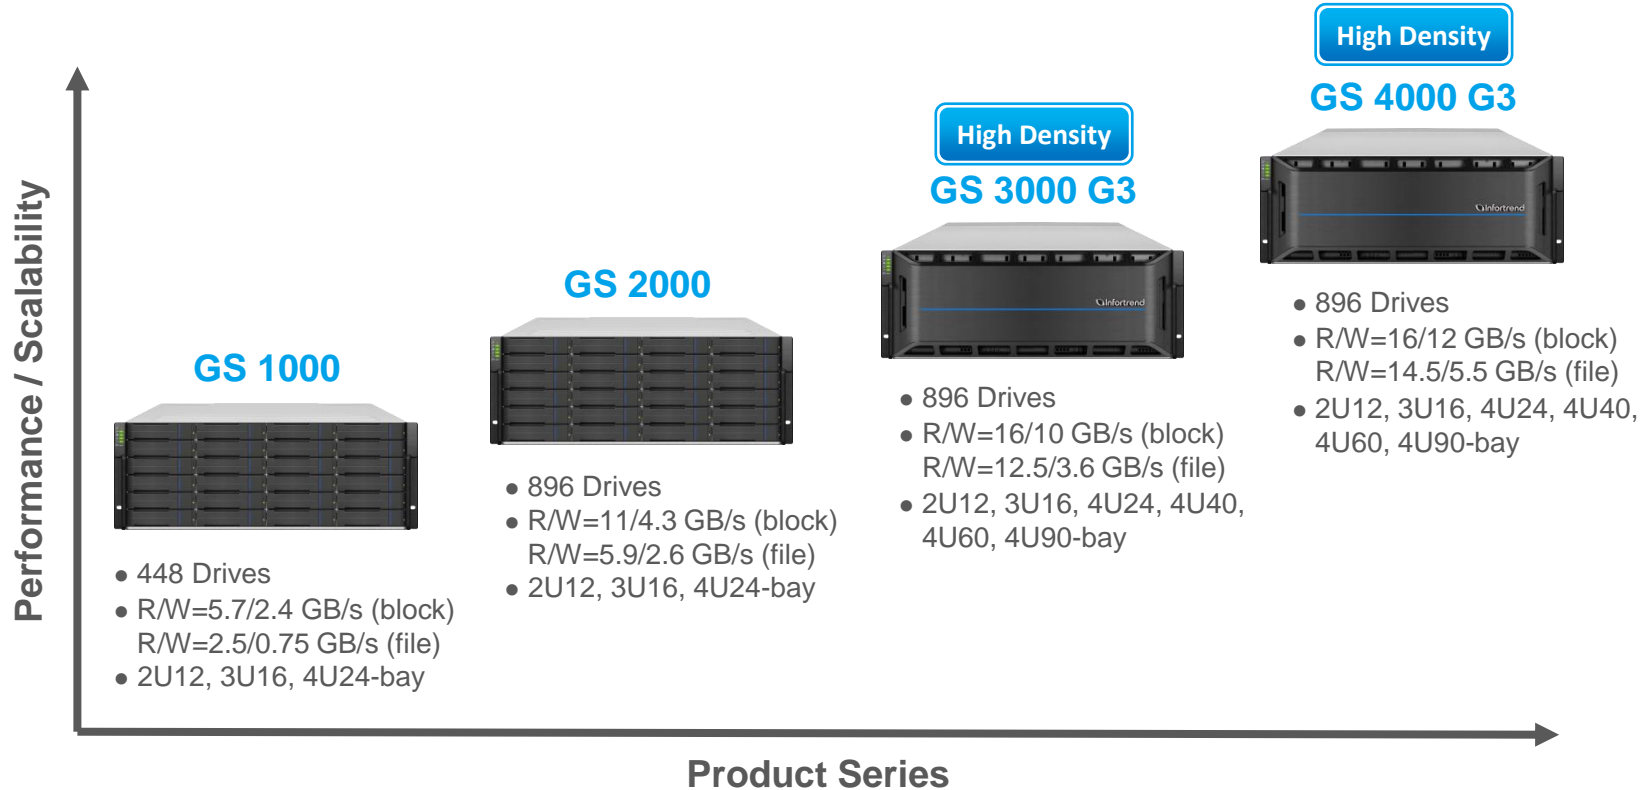 High Density
GS 4000 G3
Infortrend
● 896 Drives
● R/W=16/12 GB/s (block)
R/W=14.5/5.5 GB/s (file)
● 2U12, 3U16, 4U24, 4U40,
4U60, 4U90-bay
High Density
GS 3000 G3
Infortrend
● 896 Drives
● R/W=16/10 GB/s (block)
R/W=12.5/3.6 GB/s (file)
● 2U12, 3U16, 4U24, 4U40,
4U60, 4U90-bay
GS 2000
● 896 Drives
● R/W=11/4.3 GB/s (block)
R/W=5.9/2.6 GB/s (file)
● 2U12, 3U16, 4U24-bay
GS 1000
● 448 Drives
● R/W=5.7/2.4 GB/s (block)
R/W=2.5/0.75 GB/s (file)
● 2U12, 3U16, 4U24-bay
Performance / Scalability
Product Series